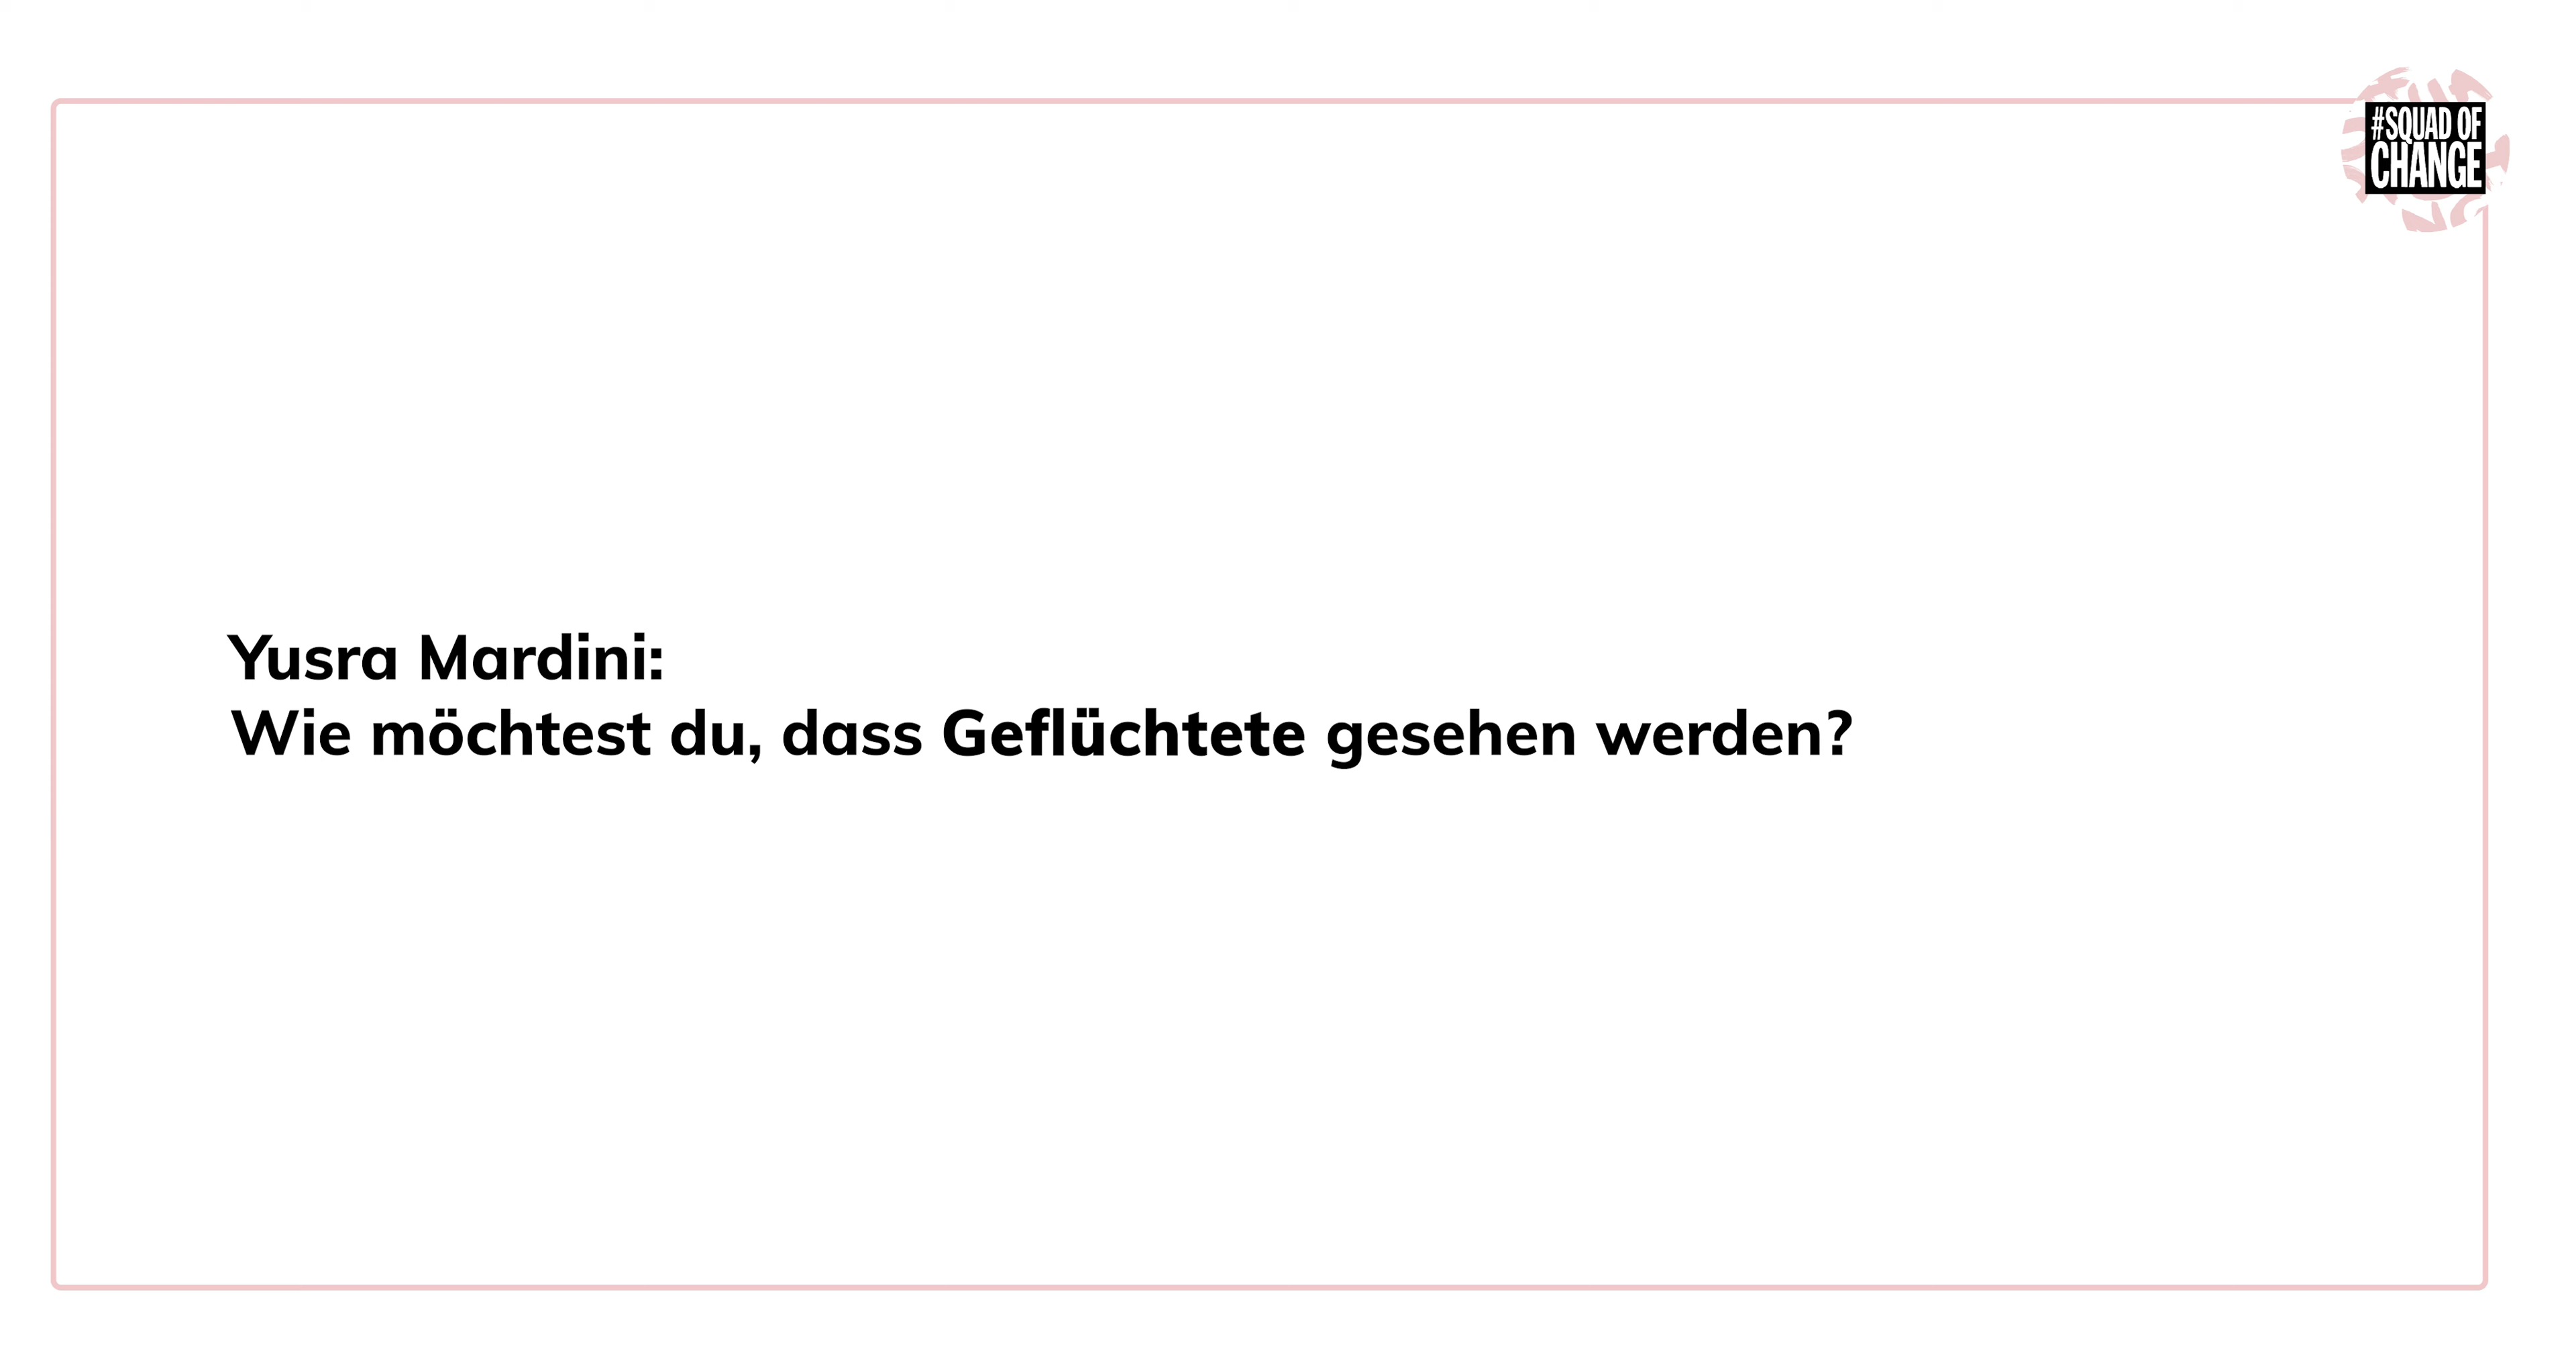 #SQUAD OF
CHANGE
Yusra Mardini:
Wie möchtest du, dass Geflüchtete gesehen werden?